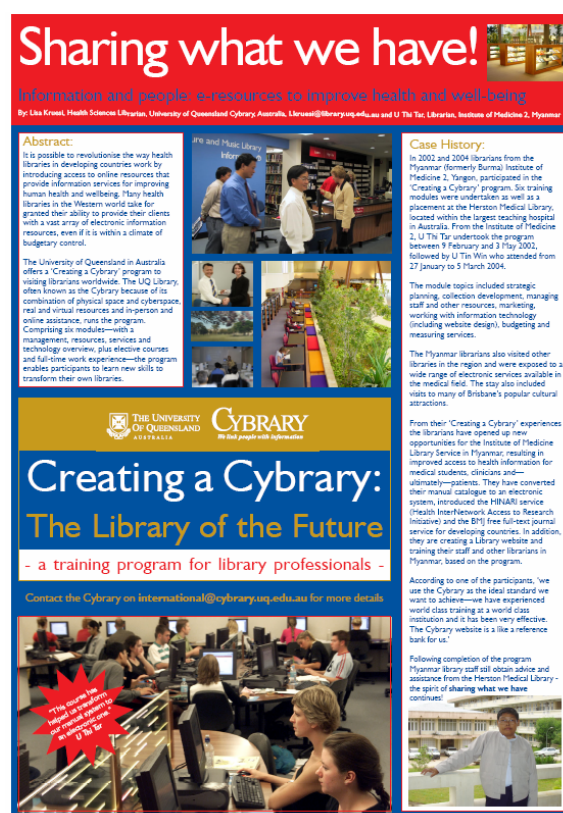 Sharing what we have!
Information and people: e-resources to improve health and well-being
By: Lisa Kruesi, Health Sciences Librarian, University of Queensland Cybrary, Australia, l.kruesi@library.uq.edu.au and U Thi Tar, Librarian, Institute of Medicine 2, Myanmar
Abstract:
It is possible to revolutionise the way health
libraries in developing countries work by
introducing access to online resources that
provide information services for improving
human health and wellbeing. Many health
libraries in the Western world take for
granted their ability to provide their clients
with a vast array of electronic information
resources, even if it is within a climate of
budgetary control.
The University of Queensland in Australia
offers a 'Creating a Cybrary' program to
visiting librarians worldwide. The UQ Library,
often known as the Cybrary because of its
combination of physical space and cyberspace,
real and virtual resources and in-person and
online assistance, runs the program.
Comprising six modules—with a
management, resources, services and
technology overview, plus elective courses
and full-time work experience—the program
enables participants to learn new skills to
transform their own libraries.
ure and Music Library
THE UNIVERSITY
OF QUEENSLAND
AUSTRALIA
CYBRARY
We link people with information
Creating a Cybrary:
The Library of the Future
- a training program for library professionals -
Contact the Cybrary on international@cybrary.uq.edu.au for more details
"This course has
helped us transform
our manual system to
an electronic one."
U Thi Tar
Case History:
In 2002 and 2004 librarians from the
Myanmar (formerly Burma) Institute of
Medicine 2, Yangon, participated in the
'Creating a Cybrary' program. Six training
modules were undertaken as well as a
placement at the Herston Medical Library,
located within the largest teaching hospital
in Australia. From the Institute of Medicine
2, U Thi Tar undertook the program
between 9 February and 3 May 2002,
followed by U Tin Win who attended from
27 January to 5 March 2004.
The module topics included strategic
planning, collection development, managing
staff and other resources, marketing,
working with information technology
(including website design), budgeting and
measuring services.
The Myanmar librarians also visited other
libraries in the region and were exposed to a
wide range of electronic services available in
the medical field. The stay also included
visits to many of Brisbane's popular cultural
attractions.
From their 'Creating a Cybrary' experiences
the librarians have opened up new
opportunities for the Institute of Medicine
Library Service in Myanmar, resulting in
improved access to health information for
medical students, clinicians and—
ultimately—patients. They have converted
their manual catalogue to an electronic
system, introduced the HINARI service
(Health InterNetwork Access to Research
Initiative) and the BMJ free full-text journal
service for developing countries. In addition,
they are creating a Library website and
training their staff and other librarians in
Myanmar, based on the program.
According to one of the participants, 'we
use the Cybrary as the ideal standard we
want to achieve—we have experienced
world class training at a world class
institution and it has been very effective.
The Cybrary website is a like a reference
bank for us.'
Following completion of the program
Myanmar library staff still obtain advice and
assistance from the Herston Medical Library -
the spirit of sharing what we have
continues!